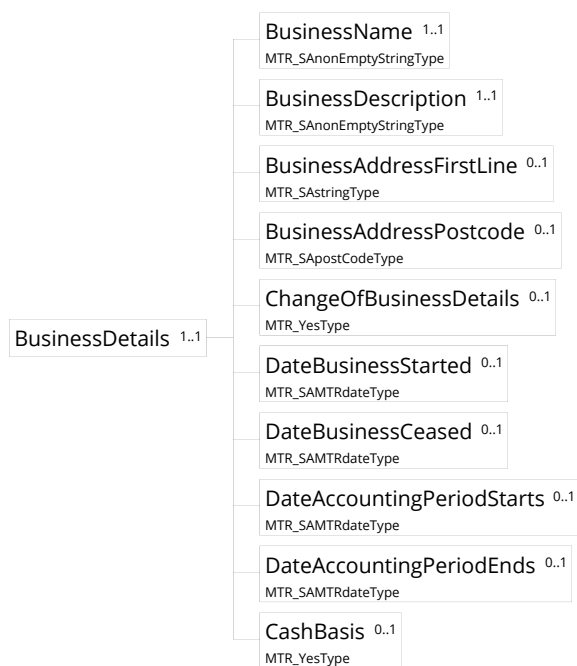 BusinessName 1..1
MTR_SAnonEmptyStringType
BusinessDescription 1..1
MTR_SAnonEmptyStringType
BusinessAddressFirstLine 0..1
MTR_SAstringType
BusinessAddressPostcode 0..1
MTR_SApostCodeType
ChangeOfBusinessDetails 0..1
MTR_YesType
BusinessDetails 1..1
DateBusinessStarted 0..1
MTR_SAMTRdateType
DateBusinessCeased 0..1
MTR_SAMTRdateType
DateAccountingPeriodStarts 0..1
MTR_SAMTRdateType
DateAccountingPeriodEnds 0..1
MTR_SAMTRdateType
CashBasis 0..1
MTR_YesType